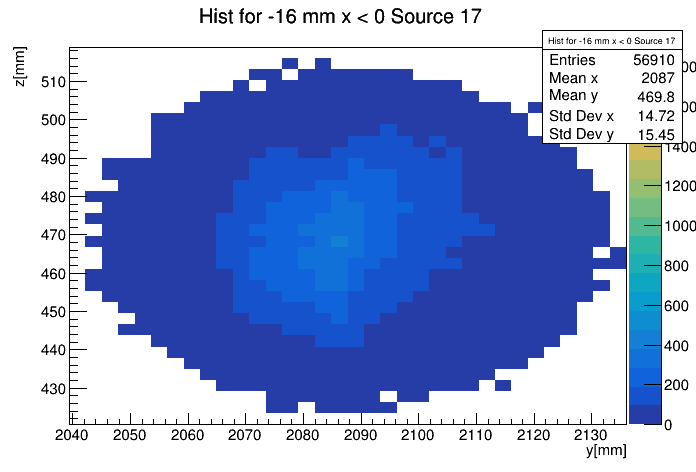 Hist for -16 mm x < 0 Source 17
z[mm]
Hist for -16 mm x < 0 Source 17
Entries 56910
Mean x 2087
Mean y 469.8
Std Dev x 14.72
Std Dev y 15.45
510
500
490
480
470
460
450
440
430
1400
1200
1000
800
600
400
200
0
2040 2050 2060 2070 2080 2090 2100 2110 2120 2130
y[mm]